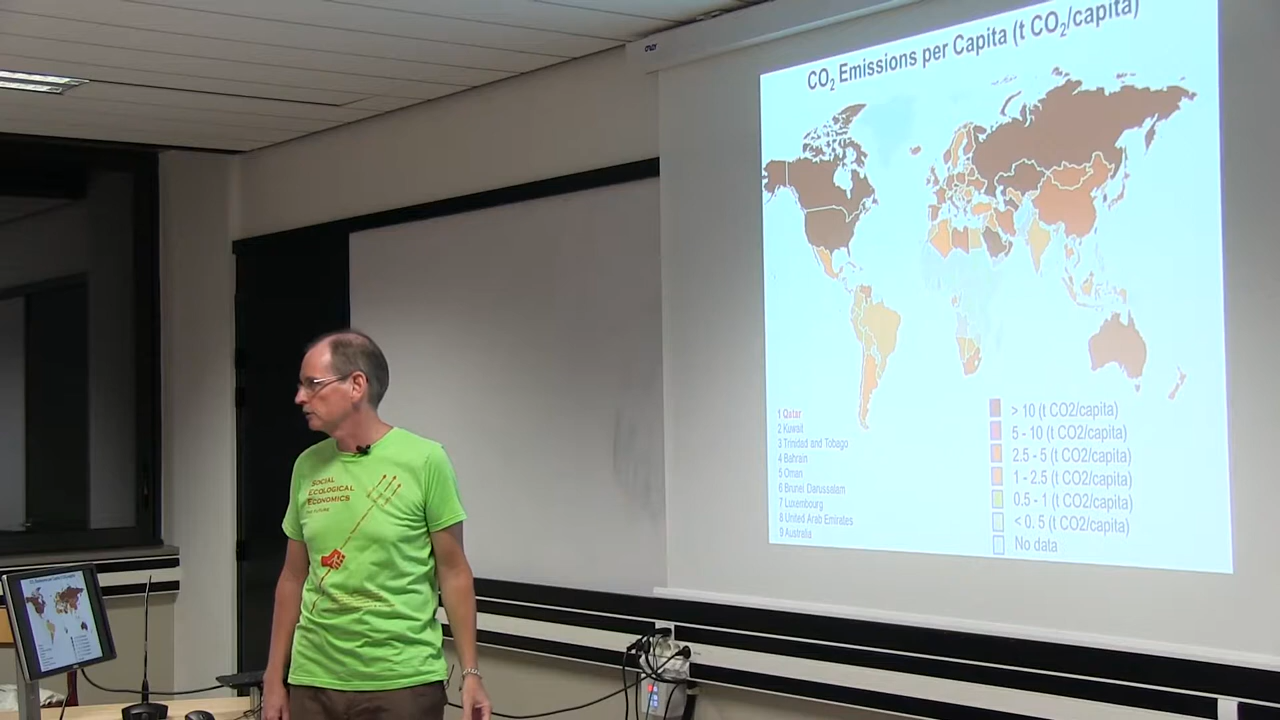 CO₂ Emissions per Capita (t CO₂/capita)
1 Qatar
2 Kuwait
3 Trinidad and Tobago
4 Bahrain
5 Oman
6 Brunei Darussalam
7 Luxembourg
8 United Arab Emirates
9 Australia
> 10 (t CO2/capita)
5 - 10 (t CO2/capita)
2.5 - 5 (t CO2/capita)
1 - 2.5 (t CO2/capita)
0.5 - 1 (t CO2/capita)
< 0. 5 (t CO2/capita)
No data
SOCIAL
ECOLOGICAL
ECONOMICS